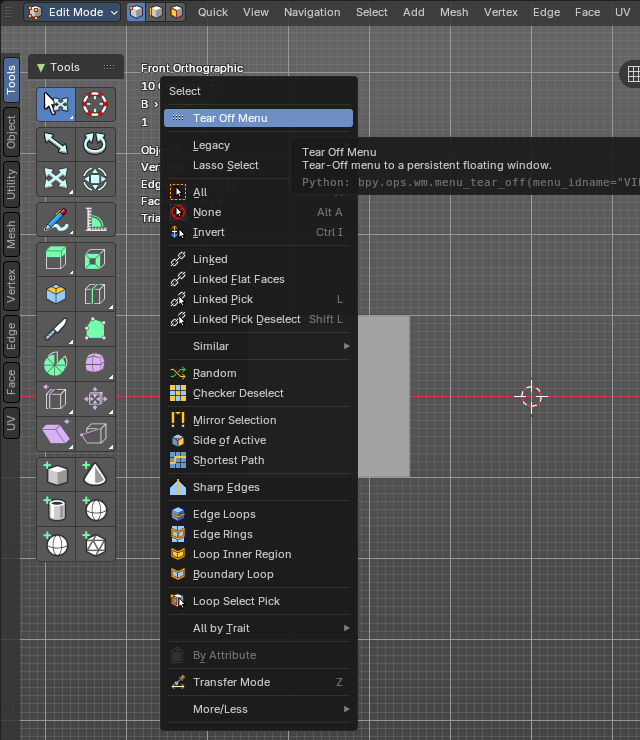 Edit Mode Quick View Navigation Select Add Mesh Vertex Edge Face UV
Tools
Object
Utility
Mesh
Vertex
Edge
Face
UV
Tools
Front Orthographic
10
B
1
Obj
Ver
Edg
Fac
Tria
Select
Tear Off Menu
Legacy
Lasso Select
All A
None Alt A
Invert Ctrl I
Linked
Linked Flat Faces
Linked Pick L
Linked Pick Deselect Shift L
Similar
Random
Checker Deselect
Mirror Selection
Side of Active
Shortest Path
Sharp Edges
Edge Loops
Edge Rings
Loop Inner Region
Boundary Loop
Loop Select Pick
All by Trait
By Attribute
Transfer Mode Z
More/Less
Tear Off Menu
Tear-Off menu to a persistent floating window.
Python: bpy.ops.wm.menu_tear_off(menu_idname="VI